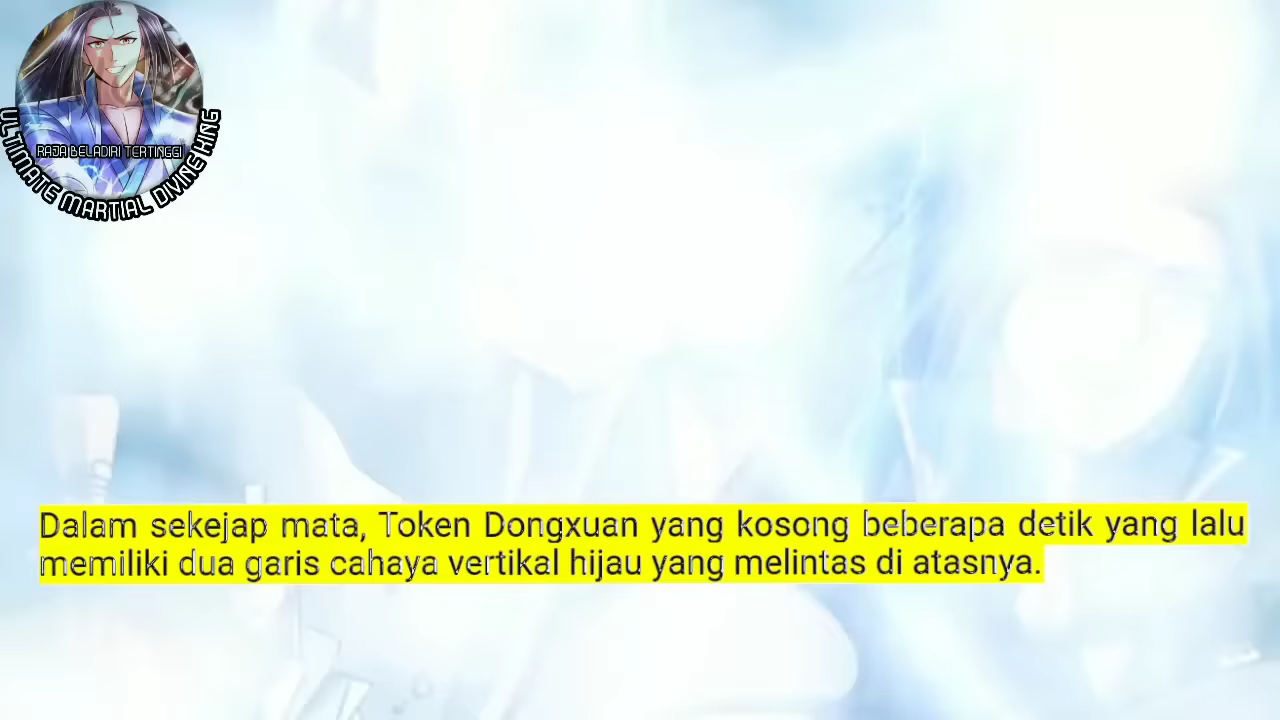 RAJA BELADIRI TERTINGGI
ULTIMATE MARTIAL DIVINE KING
Dalam sekejap mata, Token Dongxuan yang kosong beberapa detik yang lalu
memiliki dua garis cahaya vertikal hijau yang melintas di atasnya.